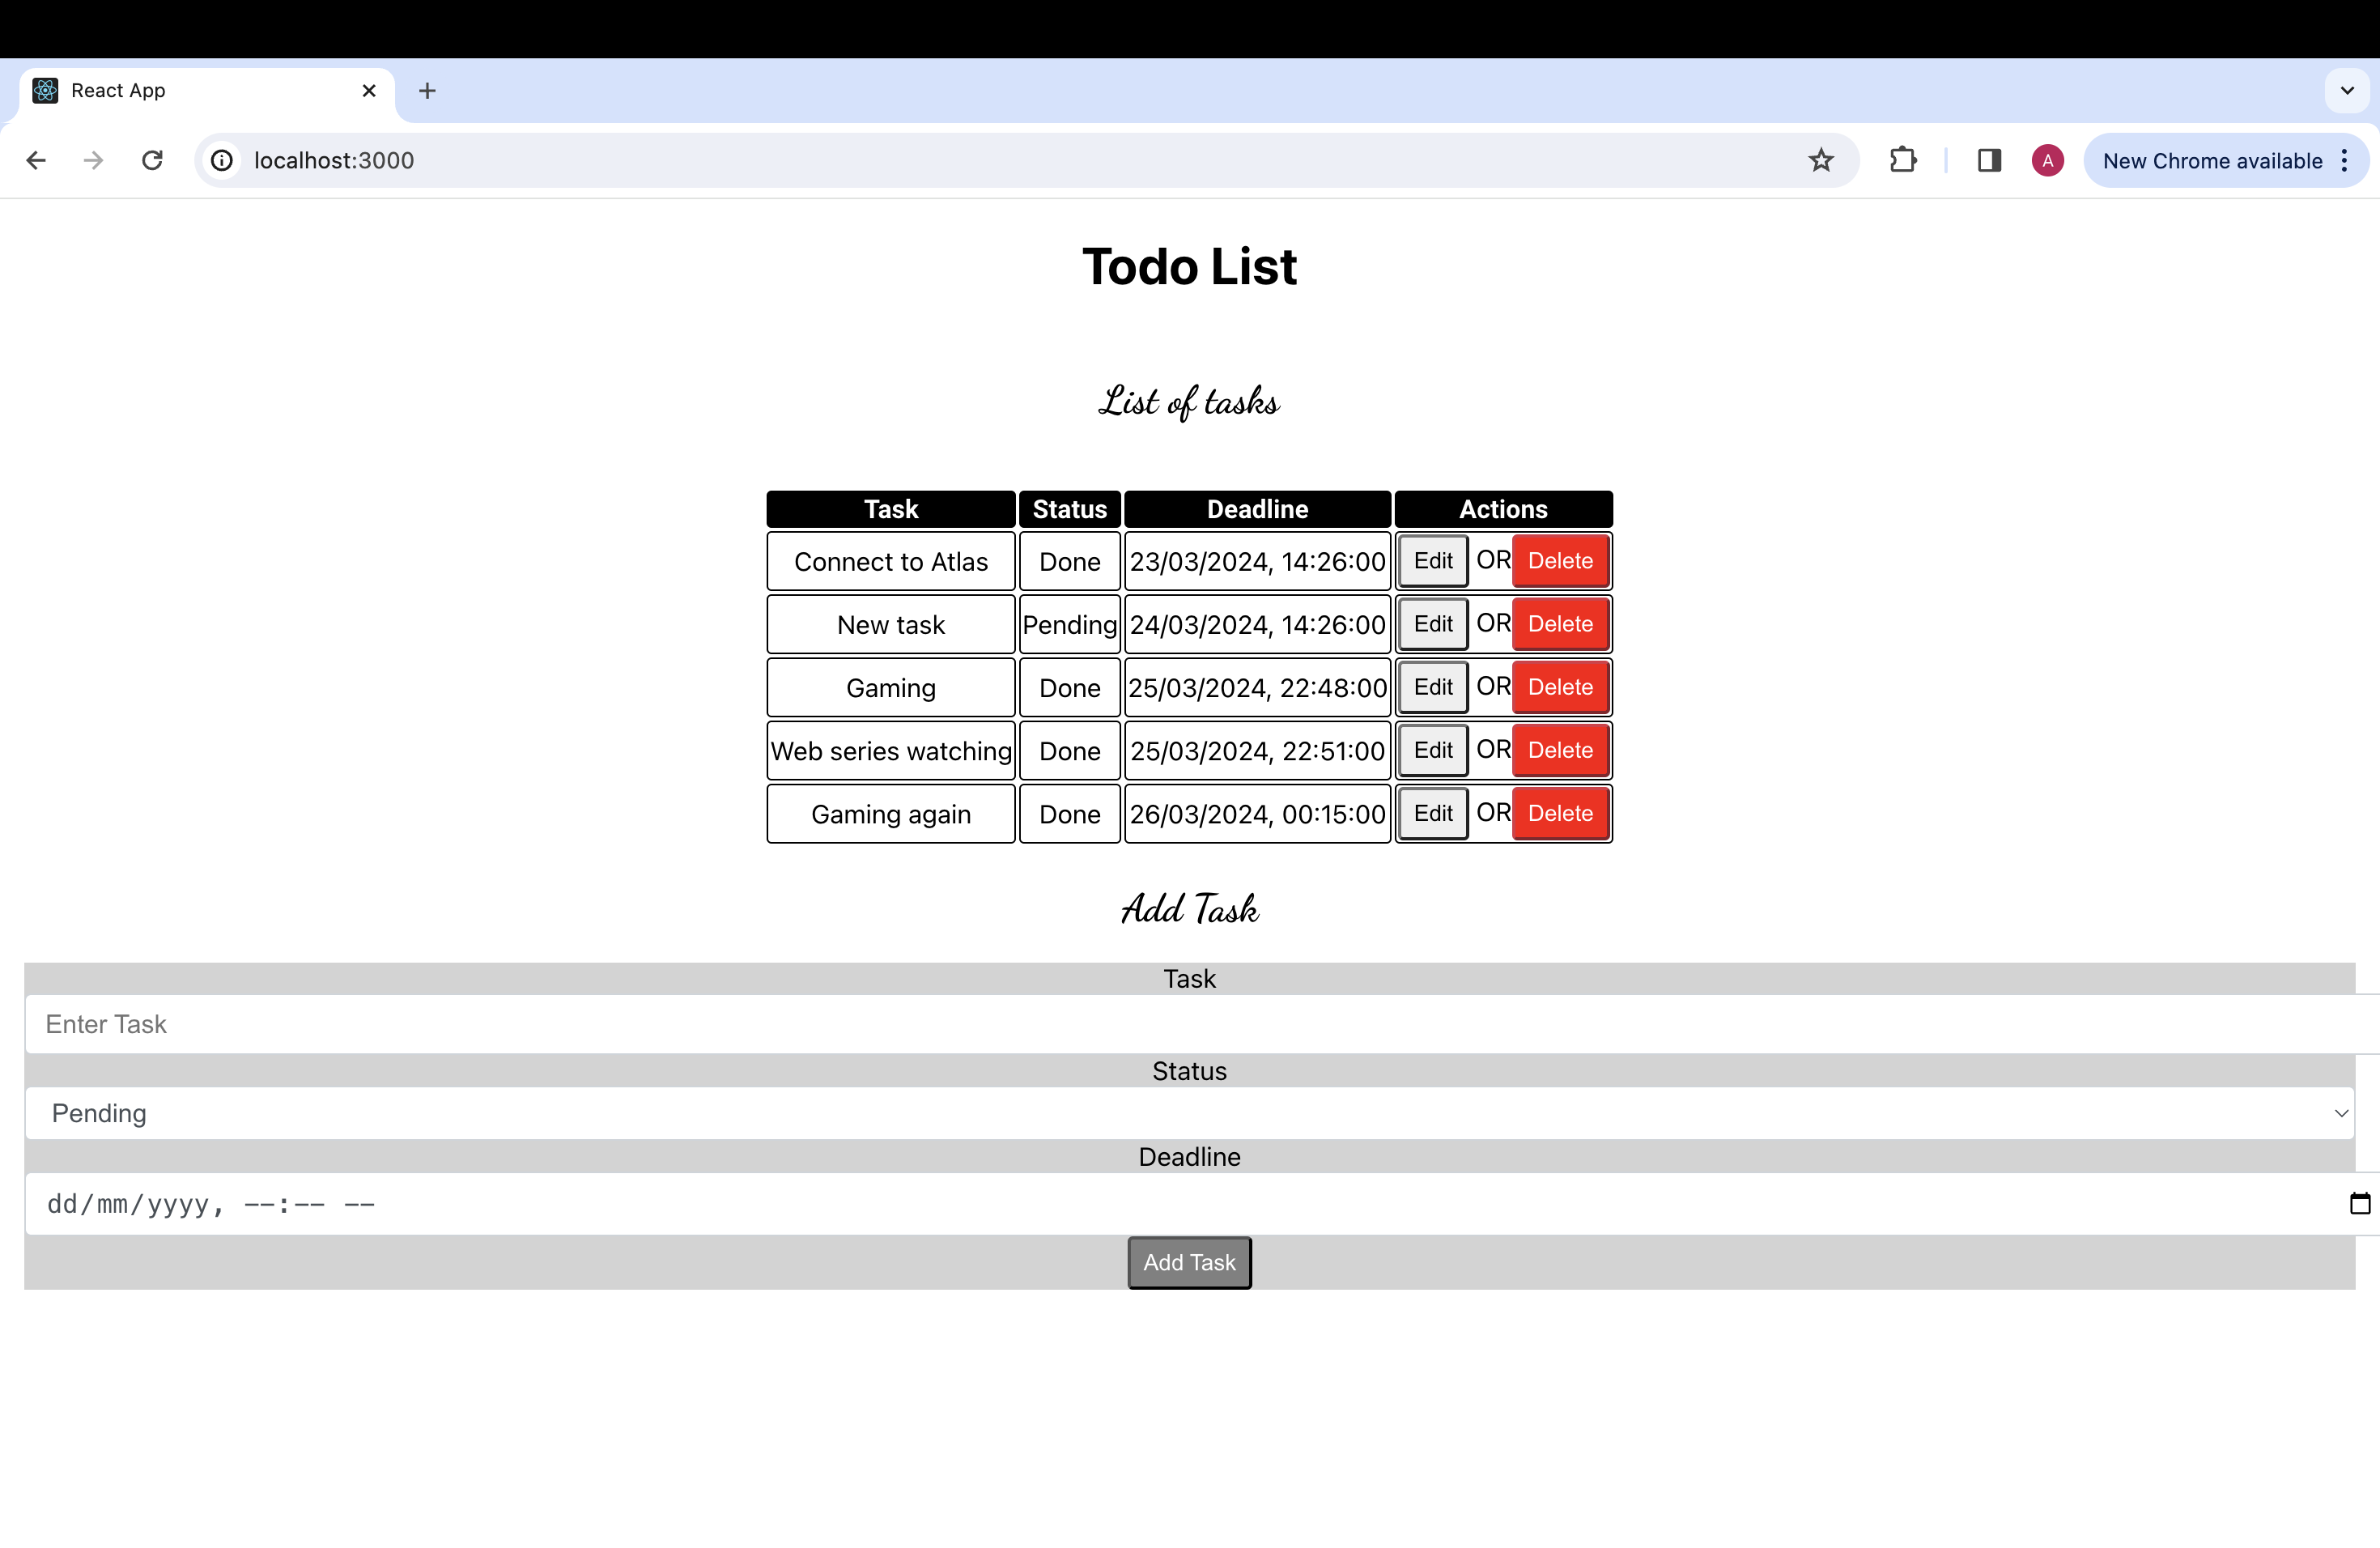 React App
localhost:3000
A
New Chrome available
Todo List
List of tasks
Task Status Deadline Actions
Connect to Atlas Done 23/03/2024, 14:26:00 Edit OR Delete
New task Pending 24/03/2024, 14:26:00 Edit OR Delete
Gaming Done 25/03/2024, 22:48:00 Edit OR Delete
Web series watching Done 25/03/2024, 22:51:00 Edit OR Delete
Gaming again Done 26/03/2024, 00:15:00 Edit OR Delete
Add Task
Task
Enter Task
Status
Pending
Deadline
dd/mm/yyyy, --:-- --
Add Task